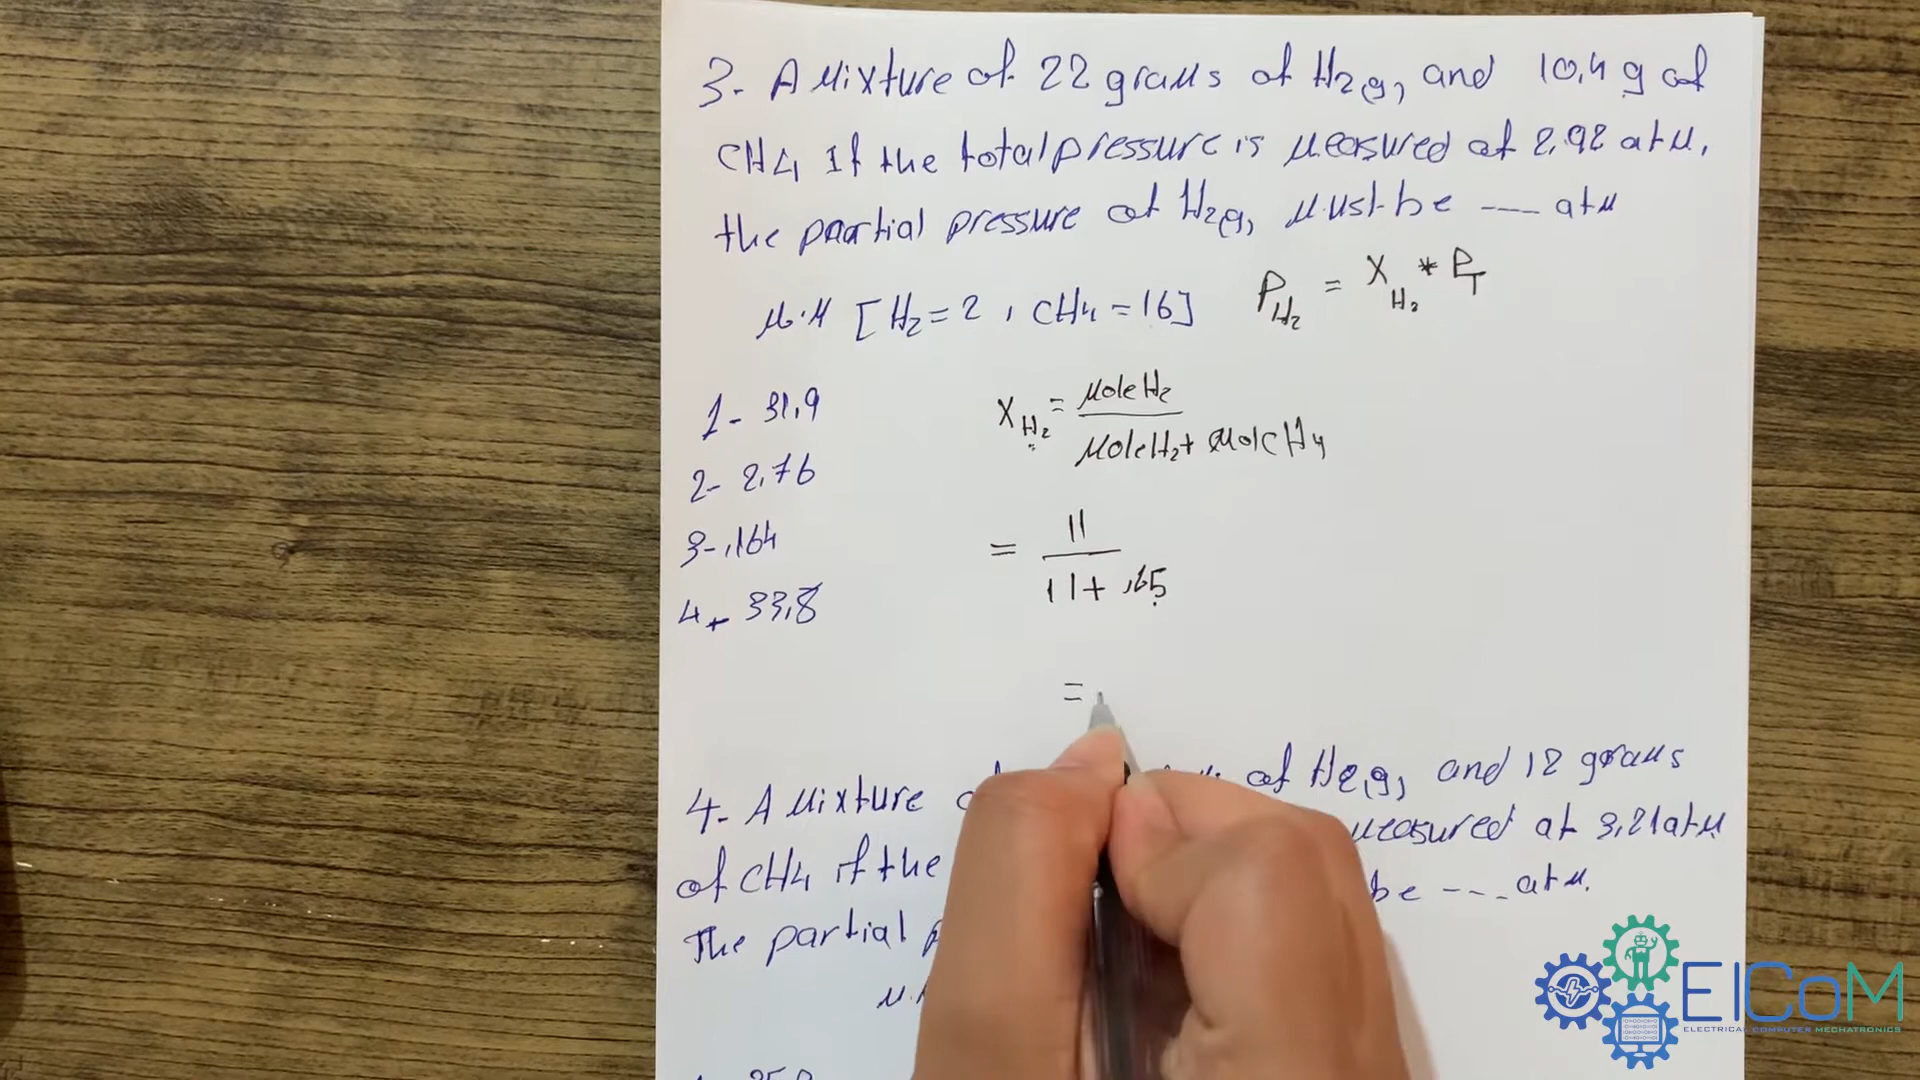 3- A Mixture of 22 grams of H2(g) and 10,4 g of
CH4 If the total pressure is measured at 2,92 atm,
the partial pressure of H2(g) must be ---- atm
M.M [H2 = 2 , CH4 = 16]
P H2 = X H2 * PT
1- 31,9
2- 2,76
3- ,164
4- 33,8
X H2 = mole H2
mole H2 + mol CH4
= 11
11 + ,65
=
4- A Mixture of H2(g) and 12 grams
of CH4 if the measured at 3,21 atm
The partial be --- atm.
EICoM
ELECTRICAL COMPUTER MECHATRONICS